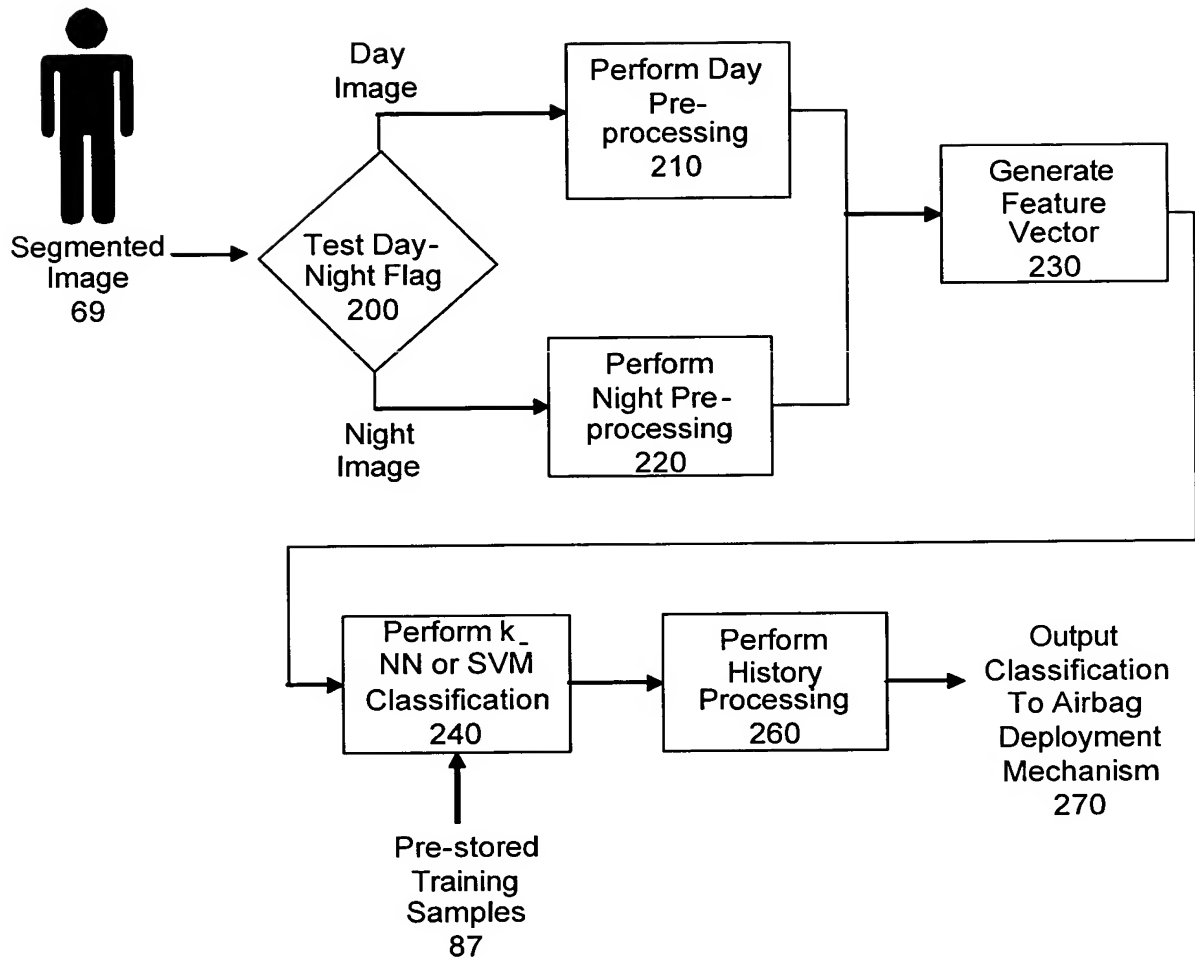 Segmented
Image
69
Test Day-
Night Flag
200
Day
Image
Night
Image
Perform Day
Pre-
processing
210
Perform
Night Pre-
processing
220
Generate
Feature
Vector
230
Perform k-
NN or SVM
Classification
240
Pre-stored
Training
Samples
87
Perform
History
Processing
260
Output
Classification
To Airbag
Deployment
Mechanism
270